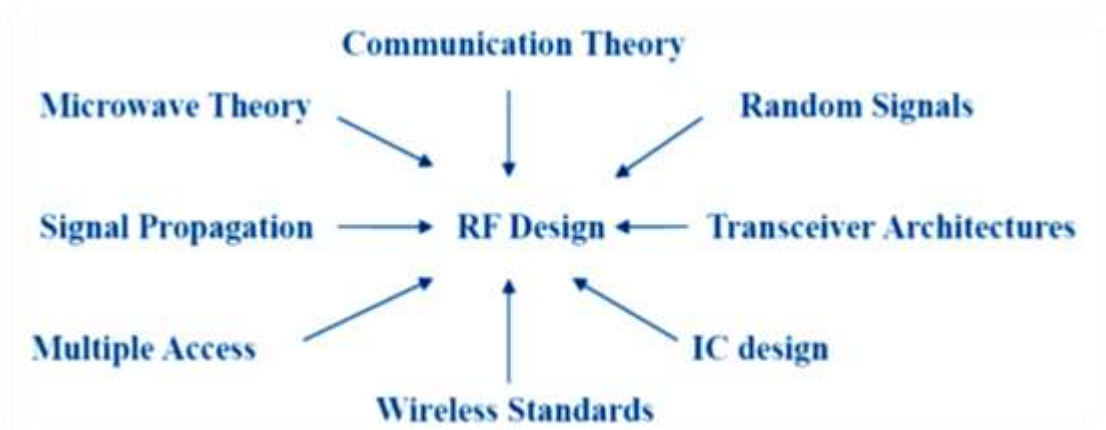 Communication Theory
Microwave Theory
Random Signals
Signal Propagation
RF Design
Transceiver Architectures
Multiple Access
IC design
Wireless Standards